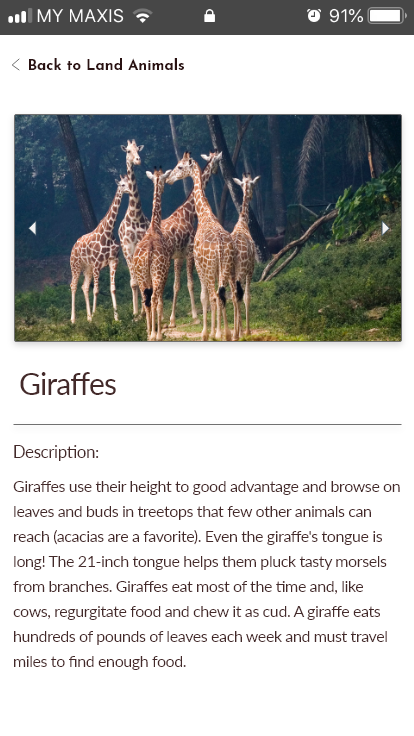 MY MAXIS 91%
Back to Land Animals
Giraffes
Description:
Giraffes use their height to good advantage and browse on
leaves and buds in treetops that few other animals can
reach (acacias are a favorite). Even the giraffe's tongue is
long! The 21-inch tongue helps them pluck tasty morsels
from branches. Giraffes eat most of the time and, like
cows, regurgitate food and chew it as cud. A giraffe eats
hundreds of pounds of leaves each week and must travel
miles to find enough food.